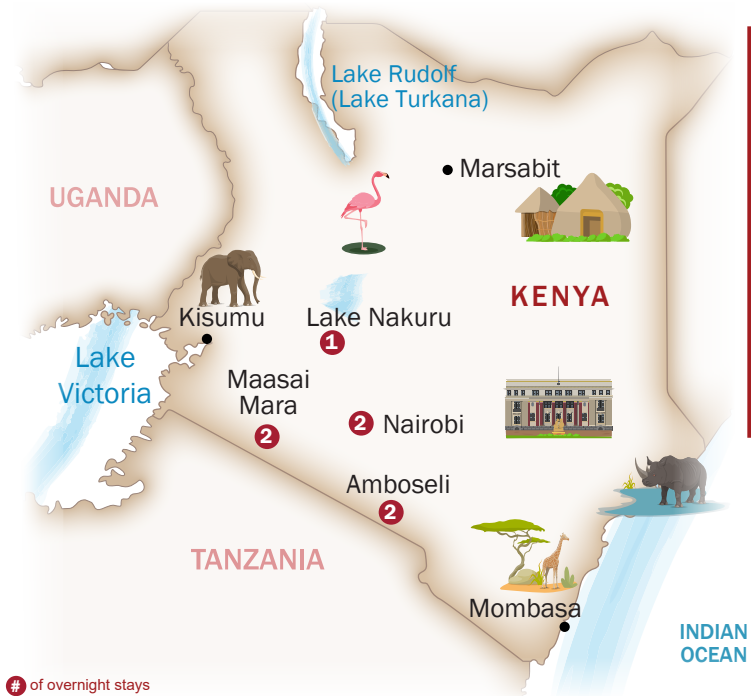 Lake Rudolf
(Lake Turkana)
Marsabit
UGANDA
KENYA
Kisumu
Lake Nakuru
1
Lake
Victoria
Maasai
Mara
2
2 Nairobi
Amboseli
2
TANZANIA
Mombasa
INDIAN
OCEAN
# of overnight stays